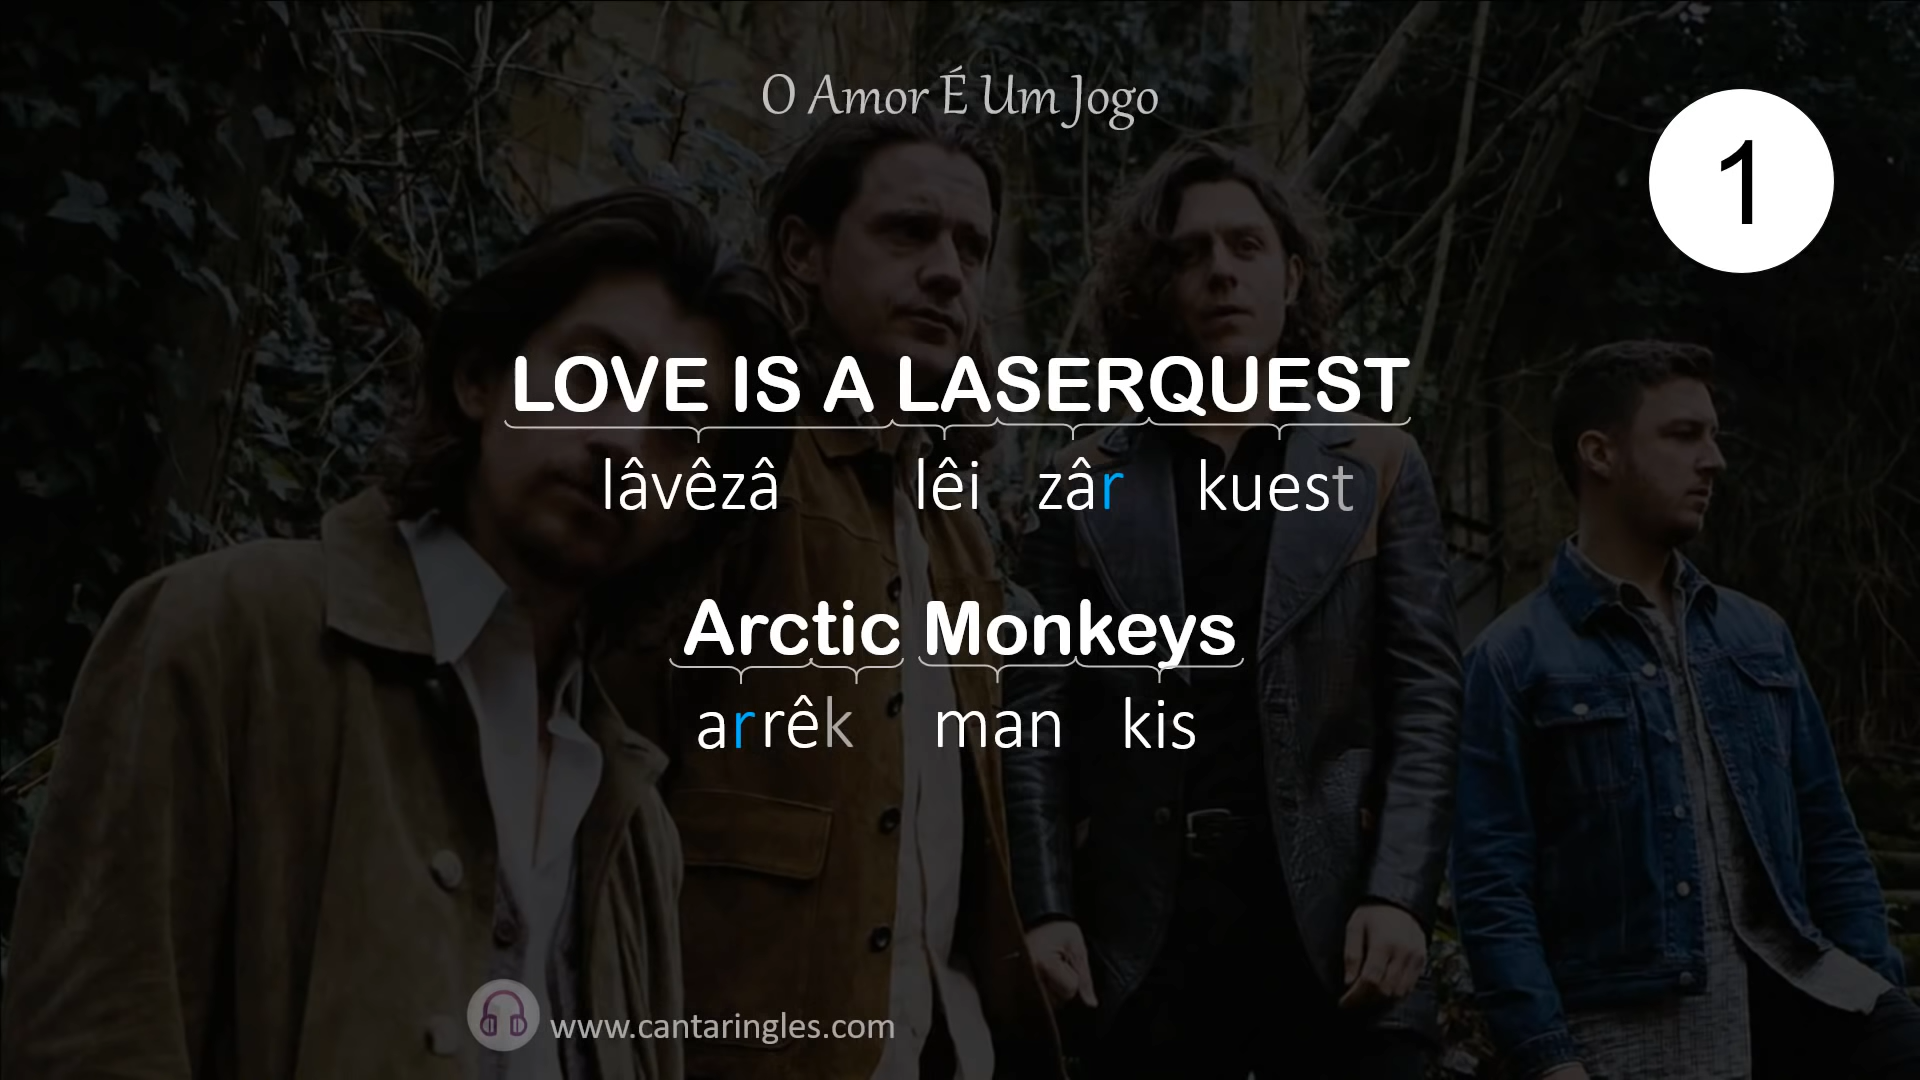 O Amor É Um Jogo
1
LOVE IS A LASERQUEST
lâvêzâ lêi zâr kuest
Arctic Monkeys
arrêk man kis
www.cantaringles.com